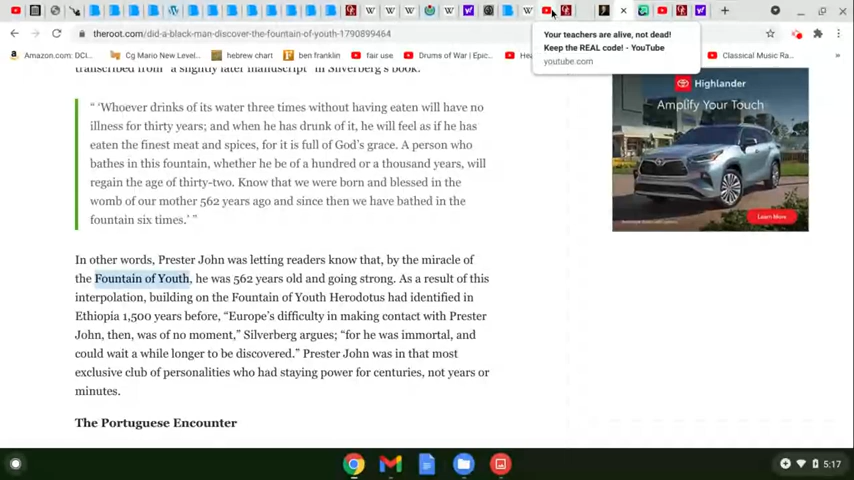 Your teachers are alive, not dead!
Keep the REAL code! - YouTube
youtube.com
theroot.com/did-a-black-man-discover-the-fountain-of-youth-1790899464
Amazon.com: DCI...
Cg Mario New Compl...
hebrew chart
ben franklin
fair use
Drums of War | Epic...
Classical Music Ra...
transcribed from "a slightly later manuscript" in Silverberg's book.
" 'Whoever drinks of its water three times without having eaten will have no
illness for thirty years; and when he has drunk of it, he will feel as if he has
eaten the finest meat and spices, for it is full of God's grace. A person who
bathes in this fountain, whether he be of a hundred or a thousand years, will
regain the age of thirty-two. Know that we were born and blessed in the
womb of our mother 562 years ago and since then we have bathed in the
fountain six times.' "
Highlander
Amplify Your Touch
Learn More
In other words, Prester John was letting readers know that, by the miracle of
the Fountain of Youth, he was 562 years old and going strong. As a result of this
interpolation, building on the Fountain of Youth Herodotus had identified in
Ethiopia 1,500 years before, "Europe's difficulty in making contact with Prester
John, then, was of no moment," Silverberg argues; "for he was immortal, and
could wait a while longer to be discovered." Prester John was in that most
exclusive club of personalities who had staying power for centuries, not years or
minutes.
The Portuguese Encounter
5:17